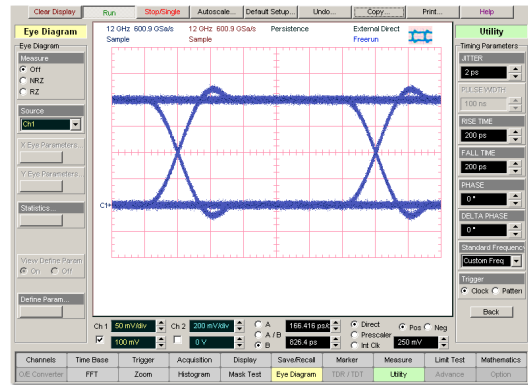 Clear Display Run Stop/Single Autoscale... Default Setup... Undo... Copy... Print... Help
Eye Diagram
Eye Diagram
Measure
Off
NRZ
RZ
Source
Ch1
X Eye Parameters...
Y Eye Parameters...
Statistics...
View Define Param
On Off
Define Param...
12 GHz 600.9 GSa/s 12 GHz 600.9 GSa/s Persistence External Direct
Sample Sample Freerun
C1+
Utility
Timing Parameters
JITTER
2 ps
PULSE WIDTH
100 ns
RISE TIME
200 ps
FALL TIME
200 ps
PHASE
0 °
DELTA PHASE
0 °
Standard Frequency
Custom Freq
Trigger
Clock Pattern
Back
Ch 1 50 mV/div Ch 2 200 mV/div A 166.416 ps/ Direct Pos Neg
A / B Prescaler
100 mV 0 V B 826.4 ps Int Clk 250 mV
Channels Time Base Trigger Acquisition Display Save/Recall Marker Measure Limit Test Mathematics
O/E Converter FFT Zoom Histogram Mask Test Eye Diagram TDR / TDT Utility Advance Option